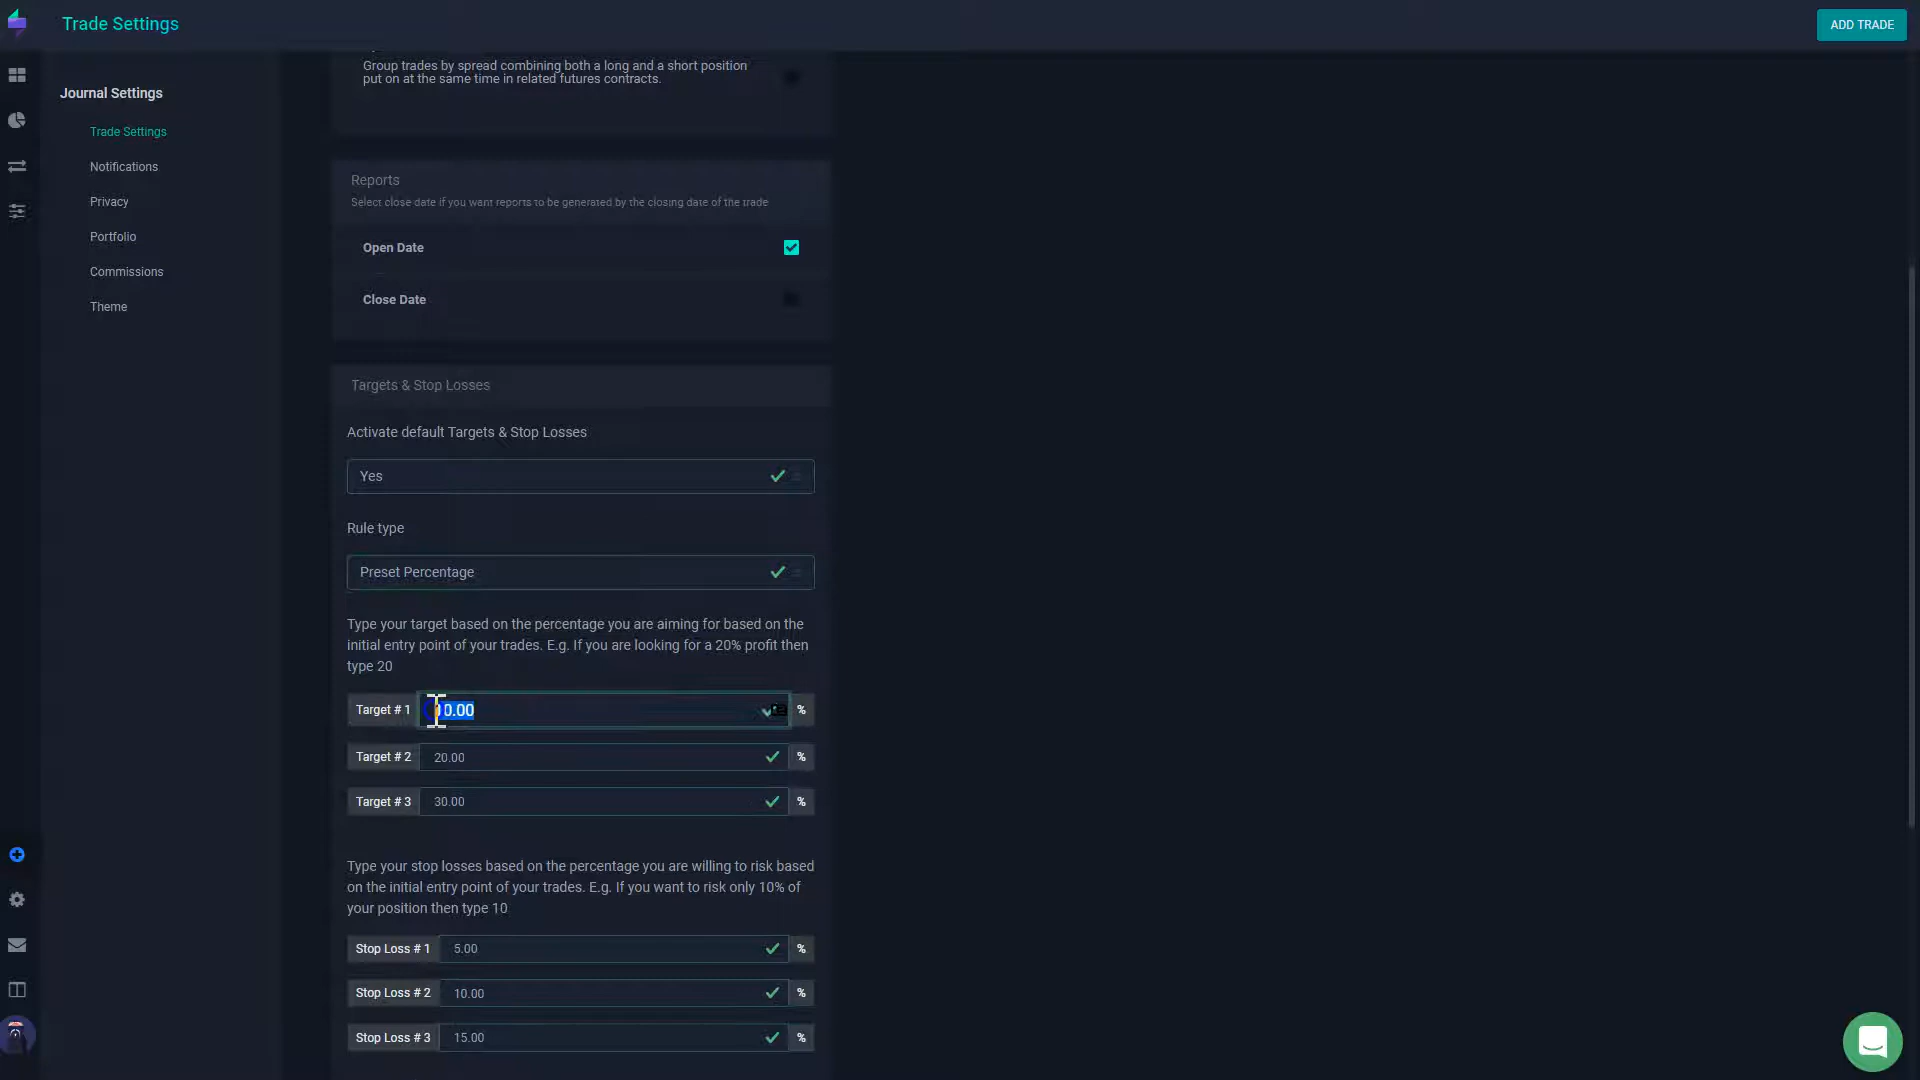 Trade Settings
ADD TRADE
Journal Settings
Trade Settings
Notifications
Privacy
Portfolio
Commissions
Theme
Group trades by spread combining both a long and a short position
put on at the same time in related futures contracts.
Reports
Select close date if you want reports to be generated by the closing date of the trade
Open Date
Close Date
Targets & Stop Losses
Activate default Targets & Stop Losses
Yes
Rule type
Preset Percentage
Type your target based on the percentage you are aiming for based on the
initial entry point of your trades. E.g. If you are looking for a 20% profit then
type 20
Target # 1 10.00 %
Target # 2 20.00 %
Target # 3 30.00 %
Type your stop losses based on the percentage you are willing to risk based
on the initial entry point of your trades. E.g. If you want to risk only 10% of
your position then type 10
Stop Loss # 1 5.00 %
Stop Loss # 2 10.00 %
Stop Loss # 3 15.00 %